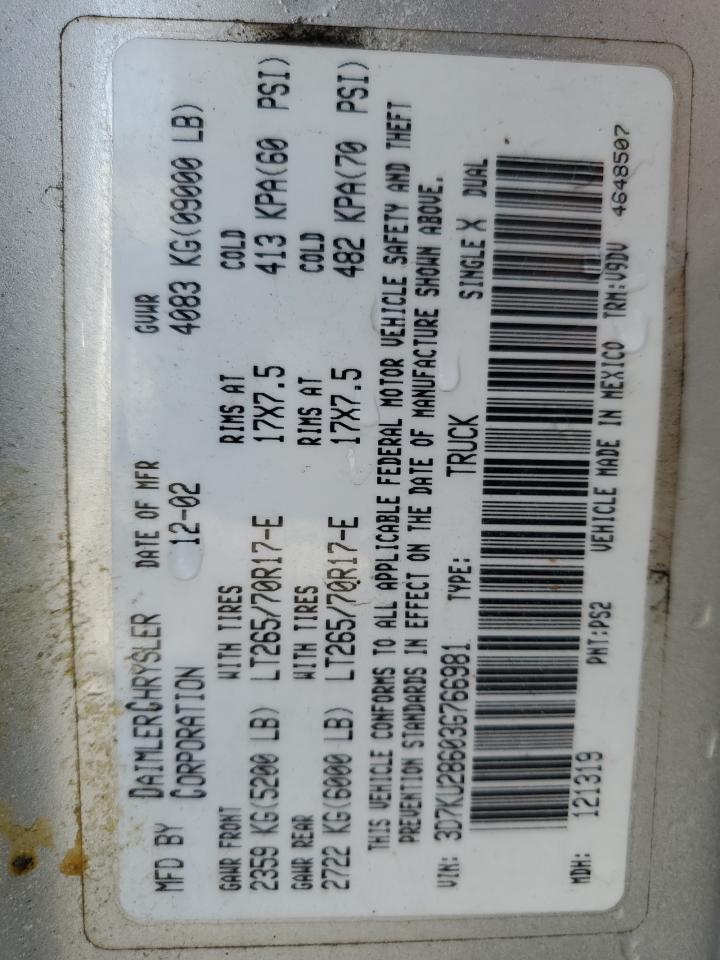 MFD BY DAIMLERCHRYSLER CORPORATION DATE OF MFR 12-02 GVWR 4083 KG(09000 LB)
GAWR FRONT WITH TIRES RIMS AT COLD
2359 KG(5200 LB) LT265/70R17-E 17X7.5 413 KPA(60 PSI)
GAWR REAR WITH TIRES RIMS AT COLD
2722 KG(6000 LB) LT265/70R17-E 17X7.5 482 KPA(70 PSI)
THIS VEHICLE CONFORMS TO ALL APPLICABLE FEDERAL MOTOR VEHICLE SAFETY AND THEFT
PREVENTION STANDARDS IN EFFECT ON THE DATE OF MANUFACTURE SHOWN ABOVE.
VIN: 3D7KU28603G766981 TYPE: TRUCK SINGLE X DUAL
MDH: 121319 PNT:PS2 VEHICLE MADE IN MEXICO TRM:V9DV 4648507